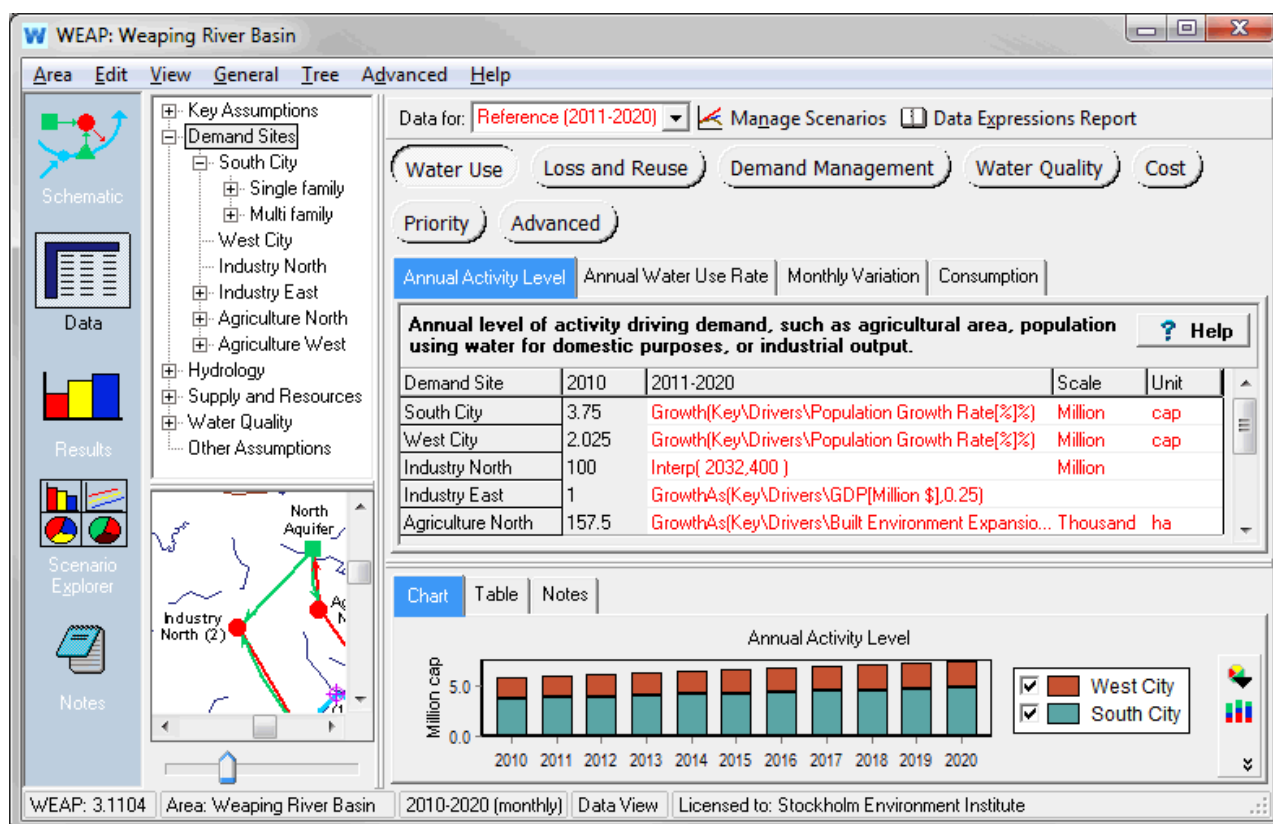 WEAP: Weaping River Basin
Area Edit View General Tree Advanced Help
Schematic
Data
Results
Scenario
Explorer
Notes
Key Assumptions
Demand Sites
South City
Single family
Multi family
West City
Industry North
Industry East
Agriculture North
Agriculture West
Hydrology
Supply and Resources
Water Quality
Other Assumptions
North
Aquifer
Industry
North (2)
Ag
N
Data for: Reference (2011-2020) Manage Scenarios Data Expressions Report
Water Use Loss and Reuse Demand Management Water Quality Cost
Priority Advanced
Annual Activity Level Annual Water Use Rate Monthly Variation Consumption
Annual level of activity driving demand, such as agricultural area, population
using water for domestic purposes, or industrial output.
? Help
Demand Site 2010 2011-2020 Scale Unit
South City 3.75 Growth(Key\Drivers\Population Growth Rate[%]%) Million cap
West City 2.025 Growth(Key\Drivers\Population Growth Rate[%]%) Million cap
Industry North 100 Interp( 2032,400 ) Million
Industry East 1 GrowthAs(Key\Drivers\GDP[Million $],0.25)
Agriculture North 157.5 GrowthAs(Key\Drivers\Built Environment Expansio... Thousand ha
Chart Table Notes
Annual Activity Level
Million cap
5.0
0.0
2010 2011 2012 2013 2014 2015 2016 2017 2018 2019 2020
West City
South City
WEAP: 3.1104 Area: Weaping River Basin 2010-2020 (monthly) Data View Licensed to: Stockholm Environment Institute